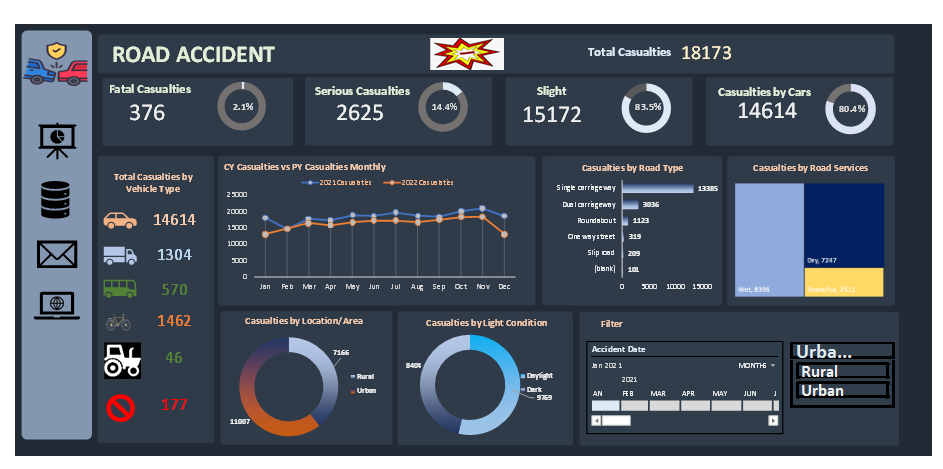 ROAD ACCIDENT
Total Casualties 18173
Fatal Casualties
376
2.1%
Serious Casualties
2625
14.4%
Slight
15172
83.5%
Casualties by Cars
14614
80.4%
Total Casualties by
Vehicle Type
14614
1304
570
1462
46
177
CY Casualties vs PY Casualties Monthly
2021Casualties 2022Casualties
25000
20000
15000
10000
5000
0
Jan Feb Mar Apr May Jun Jul Aug Sep Oct Nov Dec
Casualties by Road Type
Single carriageway 13385
Dual carriageway 3036
Roundabout 1123
One way street 319
Slip road 209
(blank) 101
0 5000 10000 15000
Casualties by Road Services
Wet, 8396
Dry, 7247
Snow/Ice, 2511
Casualties by Location/Area
7166
Rural
Urban
11007
Casualties by Light Condition
8404
Daylight
Dark
9769
Filter
Accident Date
Jan 2021 MONTHS
2021
AN FEB MAR APR MAY JUN J
Urba...
Rural
Urban